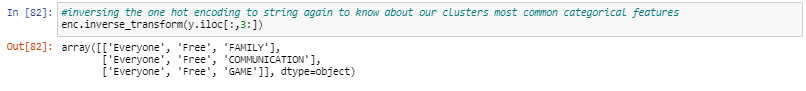 In [82]: #inversing the one hot encoding to string again to know about our clusters most common categorical features
enc.inverse_transform(y.iloc[:,3:])
Out[82]: array([['Everyone', 'Free', 'FAMILY'],
['Everyone', 'Free', 'COMMUNICATION'],
['Everyone', 'Free', 'GAME']], dtype=object)